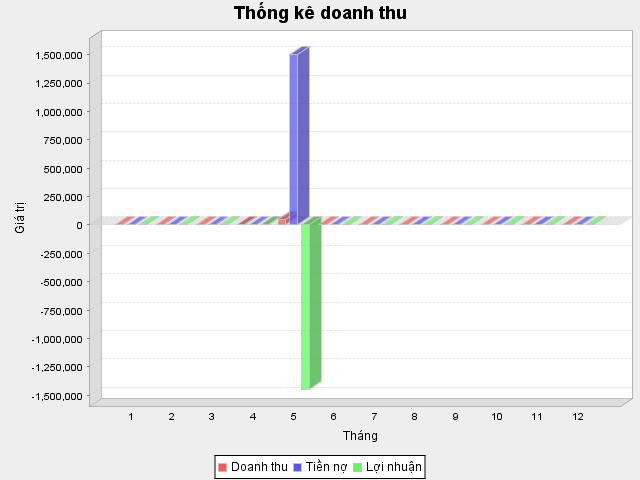 Thống kê doanh thu
Giá trị
1,500,000
1,250,000
1,000,000
750,000
500,000
250,000
0
-250,000
-500,000
-750,000
-1,000,000
-1,250,000
-1,500,000
1 2 3 4 5 6 7 8 9 10 11 12
Tháng
Doanh thu Tiền nợ Lợi nhuận